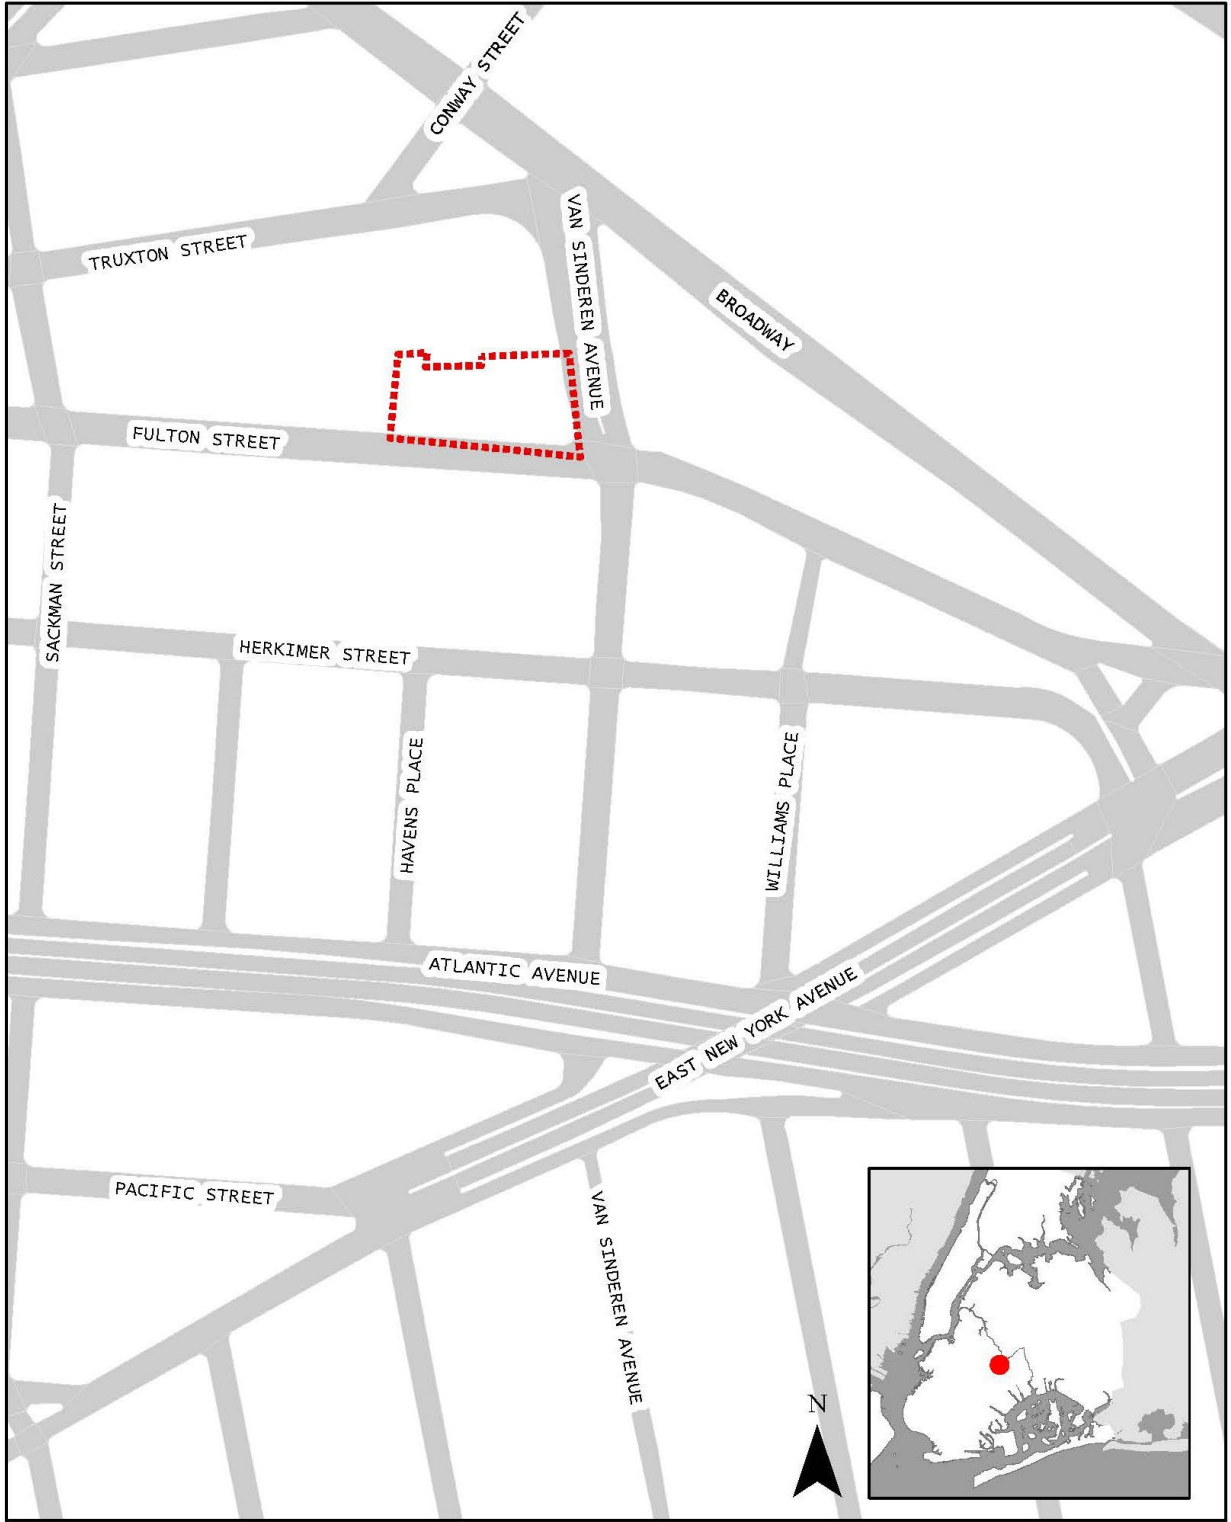 CONWAY STREET
TRUXTON STREET
VAN SINDEREN AVENUE
BROADWAY
FULTON STREET
SACKMAN STREET
HERKIMER STREET
HAVENS PLACE
WILLIAMS PLACE
ATLANTIC AVENUE
EAST NEW YORK AVENUE
PACIFIC STREET
VAN SINDEREN AVENUE
N